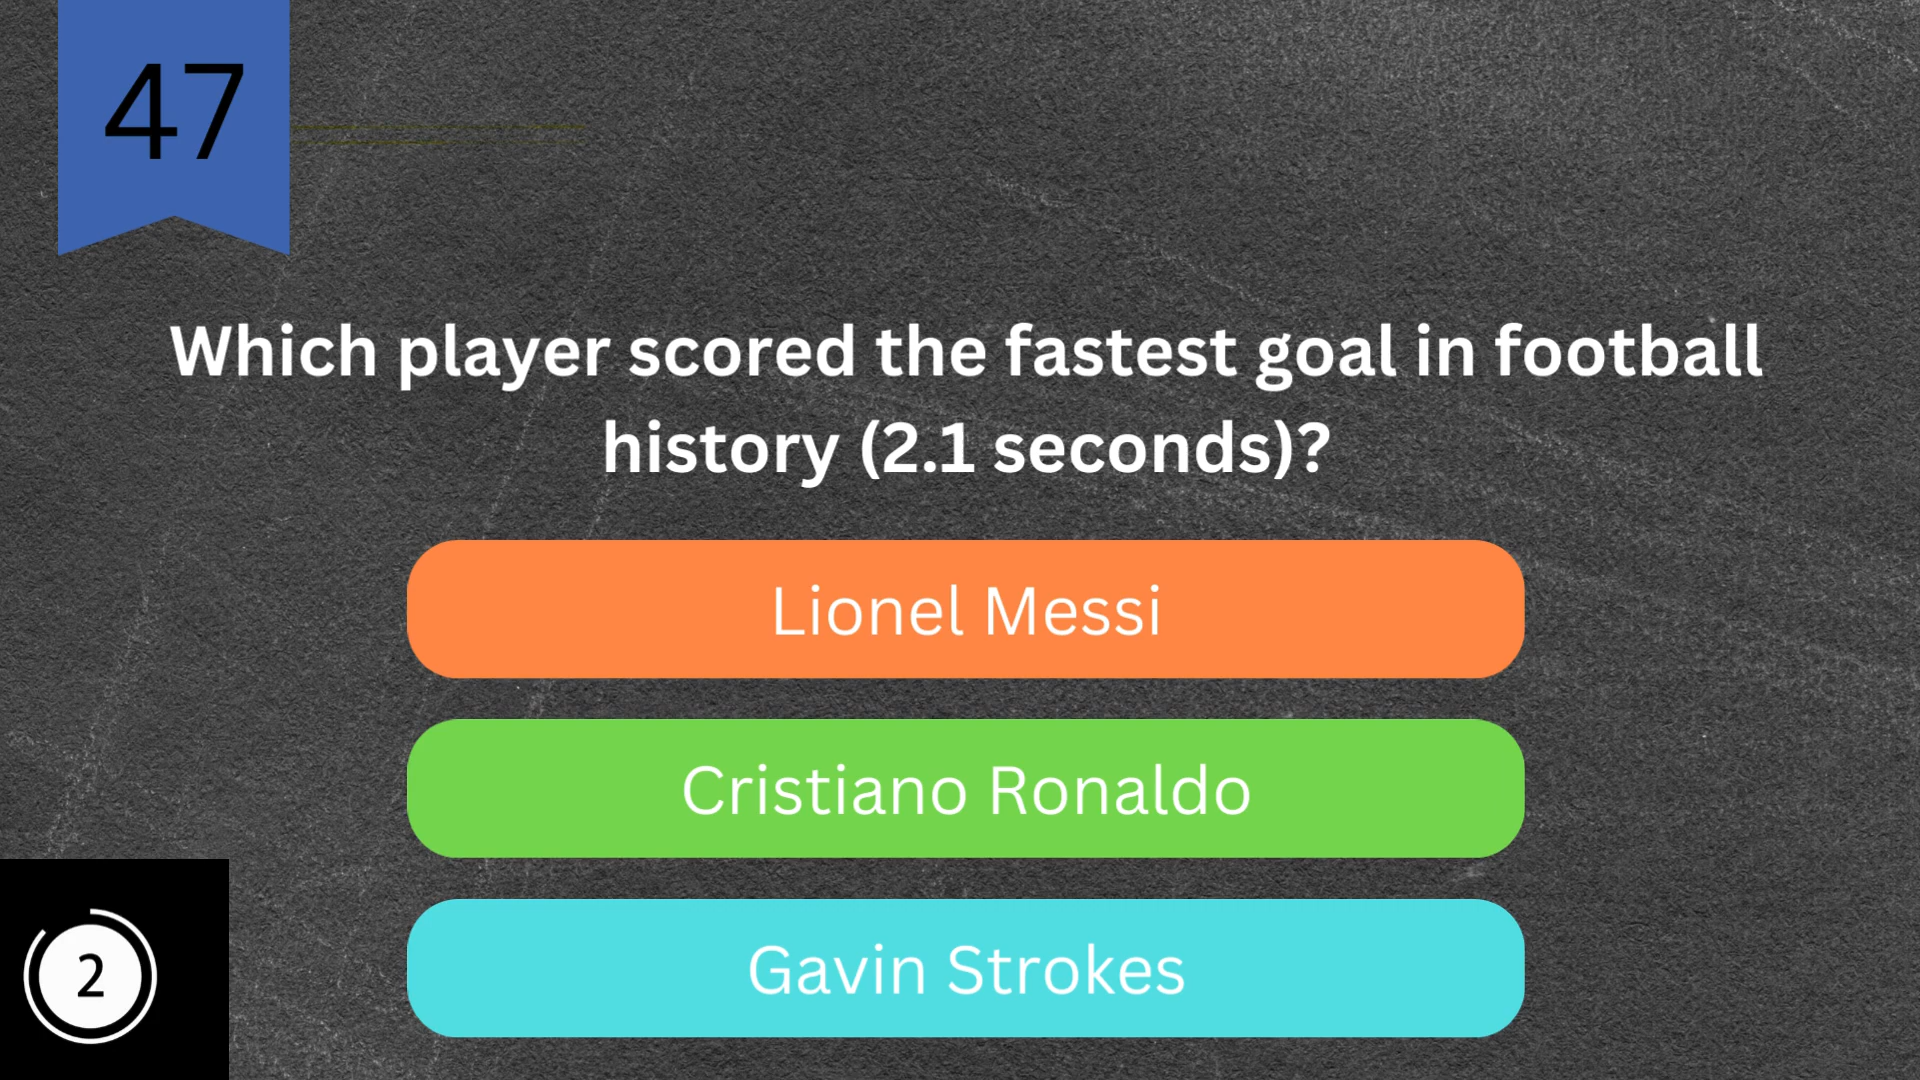 47
Which player scored the fastest goal in football
history (2.1 seconds)?
Lionel Messi
Cristiano Ronaldo
Gavin Strokes
2